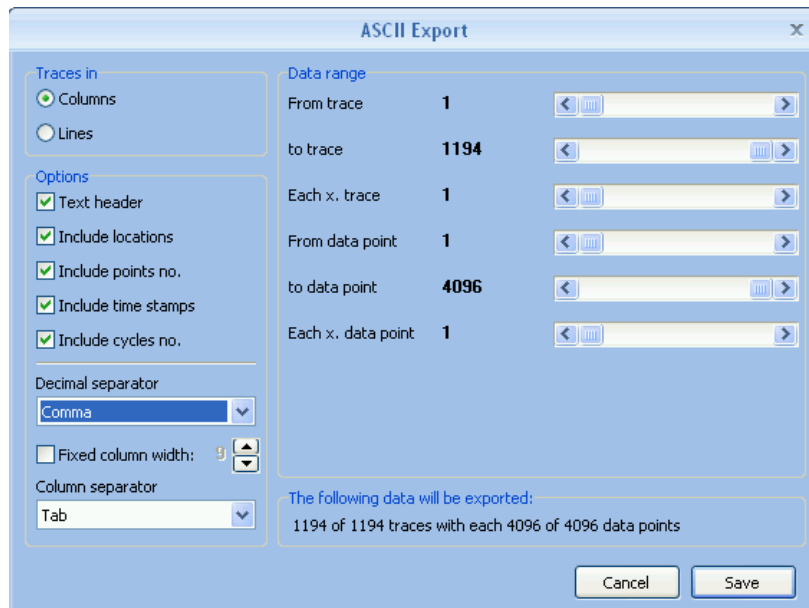 ASCII Export
Traces in
Columns
Lines
Options
Text header
Include locations
Include points no.
Include time stamps
Include cycles no.
Decimal separator
Comma
Fixed column width: 9
Column separator
Tab
Data range
From trace 1
to trace 1194
Each x. trace 1
From data point 1
to data point 4096
Each x. data point 1
The following data will be exported:
1194 of 1194 traces with each 4096 of 4096 data points
Cancel
Save